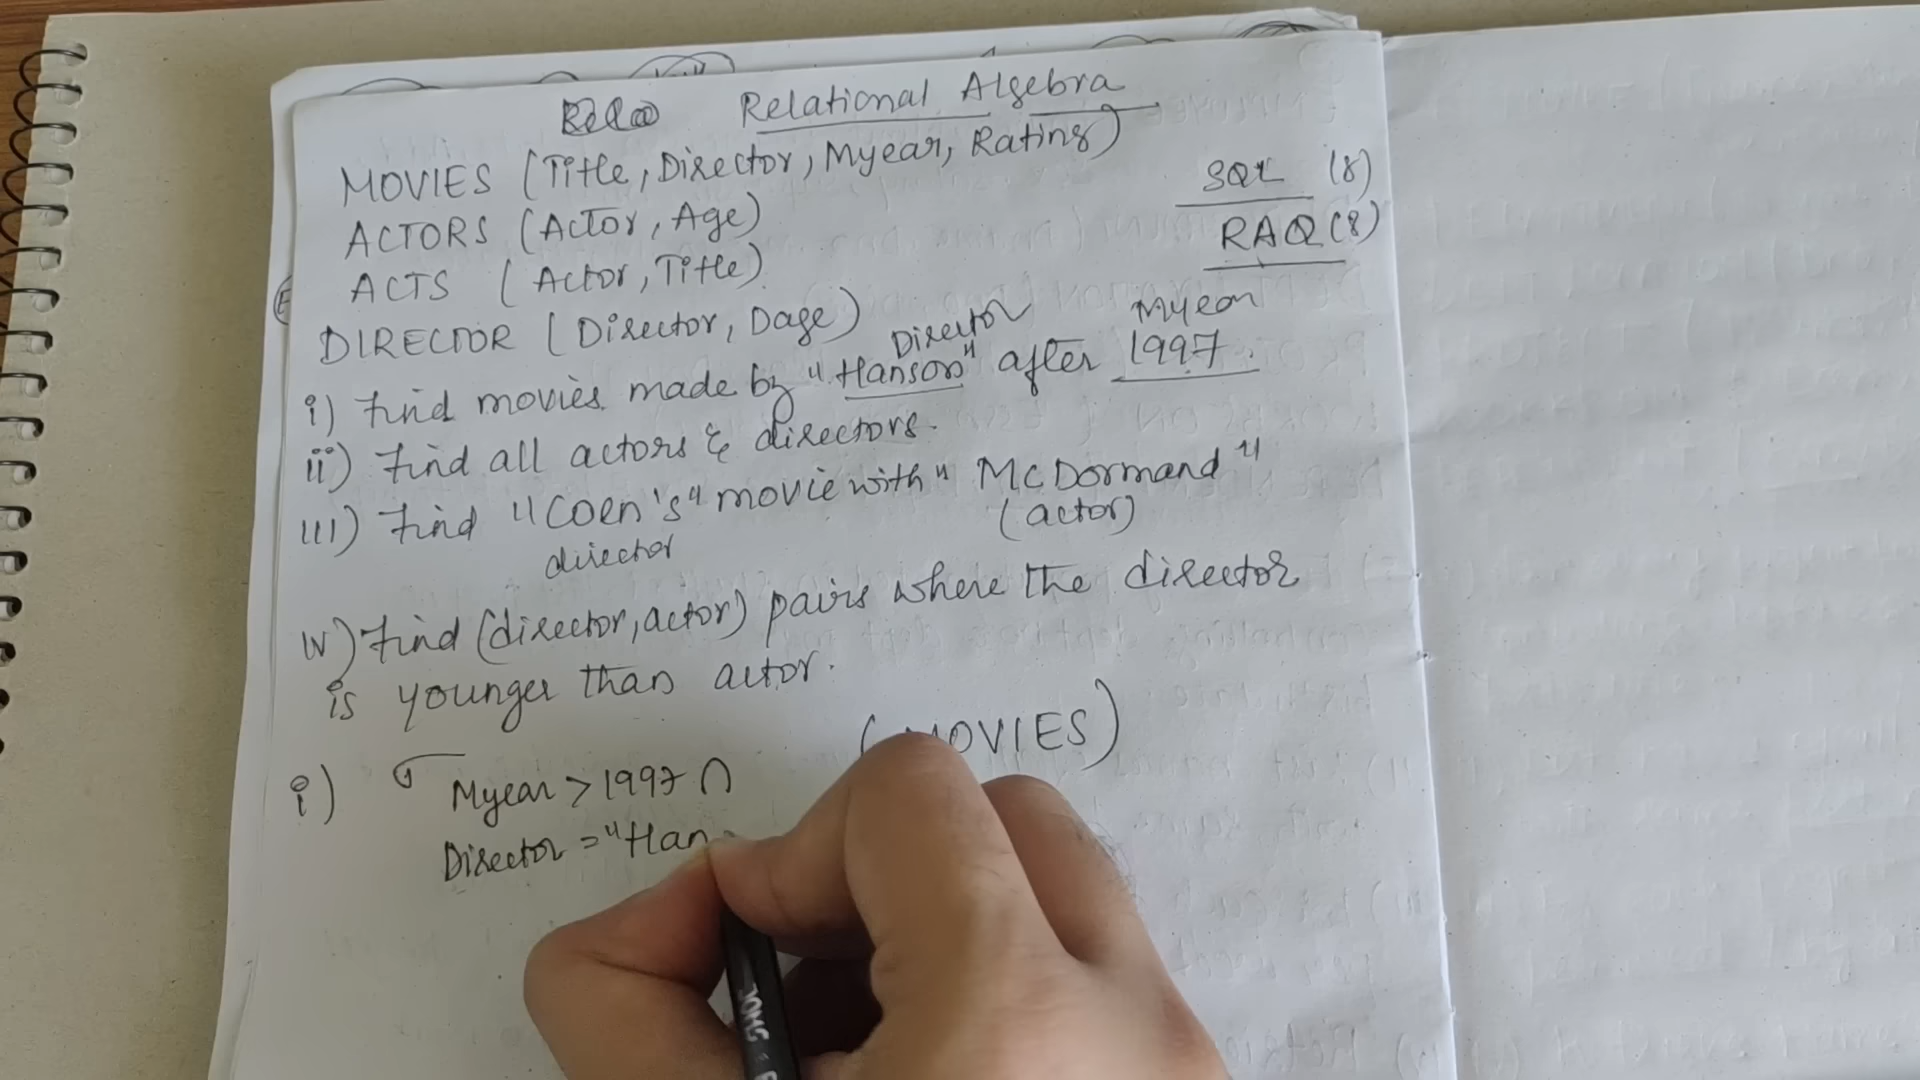 Relational Algebra
MOVIES (Title, Director, Myear, Rating)
SQL (8)
ACTORS (Actor, Age)
RAQ (8)
ACTS (Actor, Title)
DIRECTOR (Director, Dage)
Director Myear
i) Find movies made by "Hanson" after 1997.
ii) Find all actors & directors.
iii) Find "Coen's" movie with "McDormand"
director (actor)
iv) Find (director, actor) pairs where the director
is younger than actor.
i) σ Myear > 1997 ∩ (MOVIES)
Director = "Han